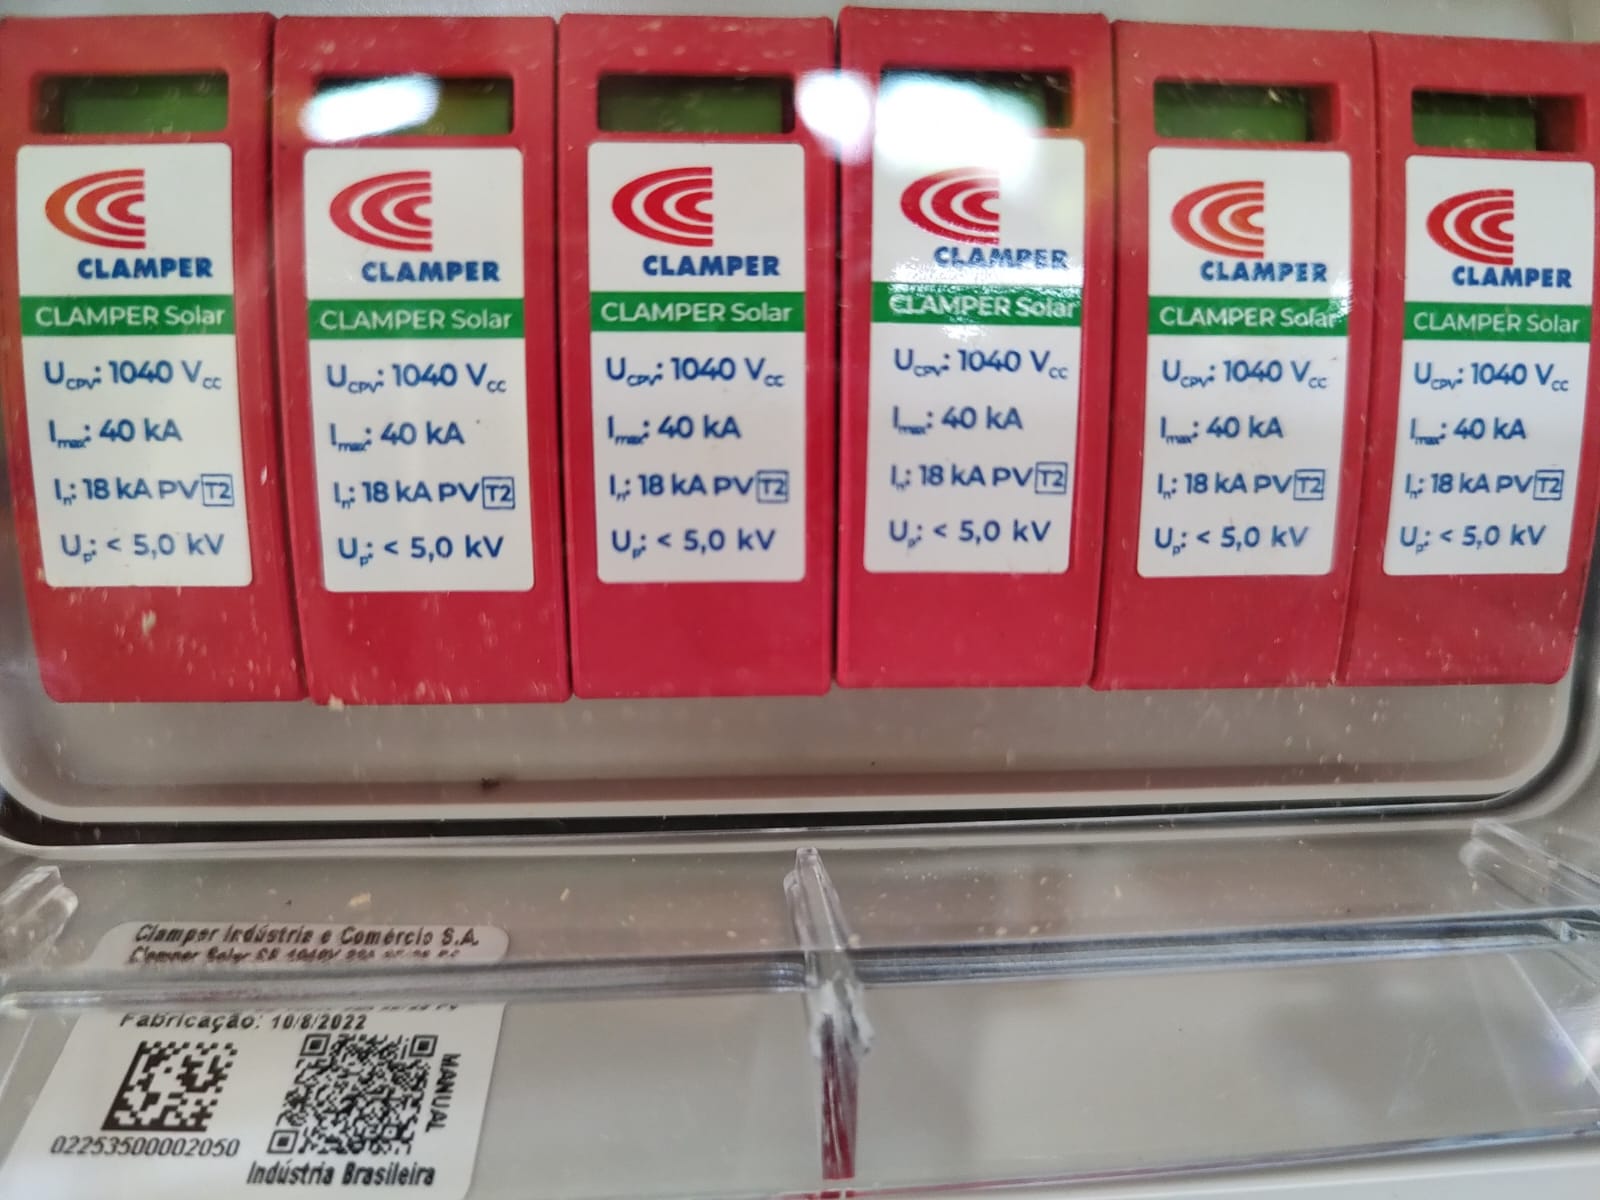 CLAMPER
CLAMPER Solar
UCPV: 1040 VCC
Imax: 40 kA
In: 18 kA PV T2
Up: < 5,0 kV
CLAMPER
CLAMPER Solar
UCPV: 1040 VCC
Imax: 40 kA
In: 18 kA PV T2
Up: < 5,0 kV
CLAMPER
CLAMPER Solar
UCPV: 1040 VCC
Imax: 40 kA
In: 18 kA PV T2
Up: < 5,0 kV
CLAMPER
CLAMPER Solar
UCPV: 1040 VCC
Imax: 40 kA
In: 18 kA PV T2
Up: < 5,0 kV
CLAMPER
CLAMPER Solar
UCPV: 1040 VCC
Imax: 40 kA
In: 18 kA PV T2
Up: < 5,0 kV
CLAMPER
CLAMPER Solar
UCPV: 1040 VCC
Imax: 40 kA
In: 18 kA PV T2
Up: < 5,0 kV
Clamper Indústria e Comércio S.A.
Clamper Solar SB 1040V
Fabricação: 10/8/2022
MANUAL
02253500002050
Indústria Brasileira